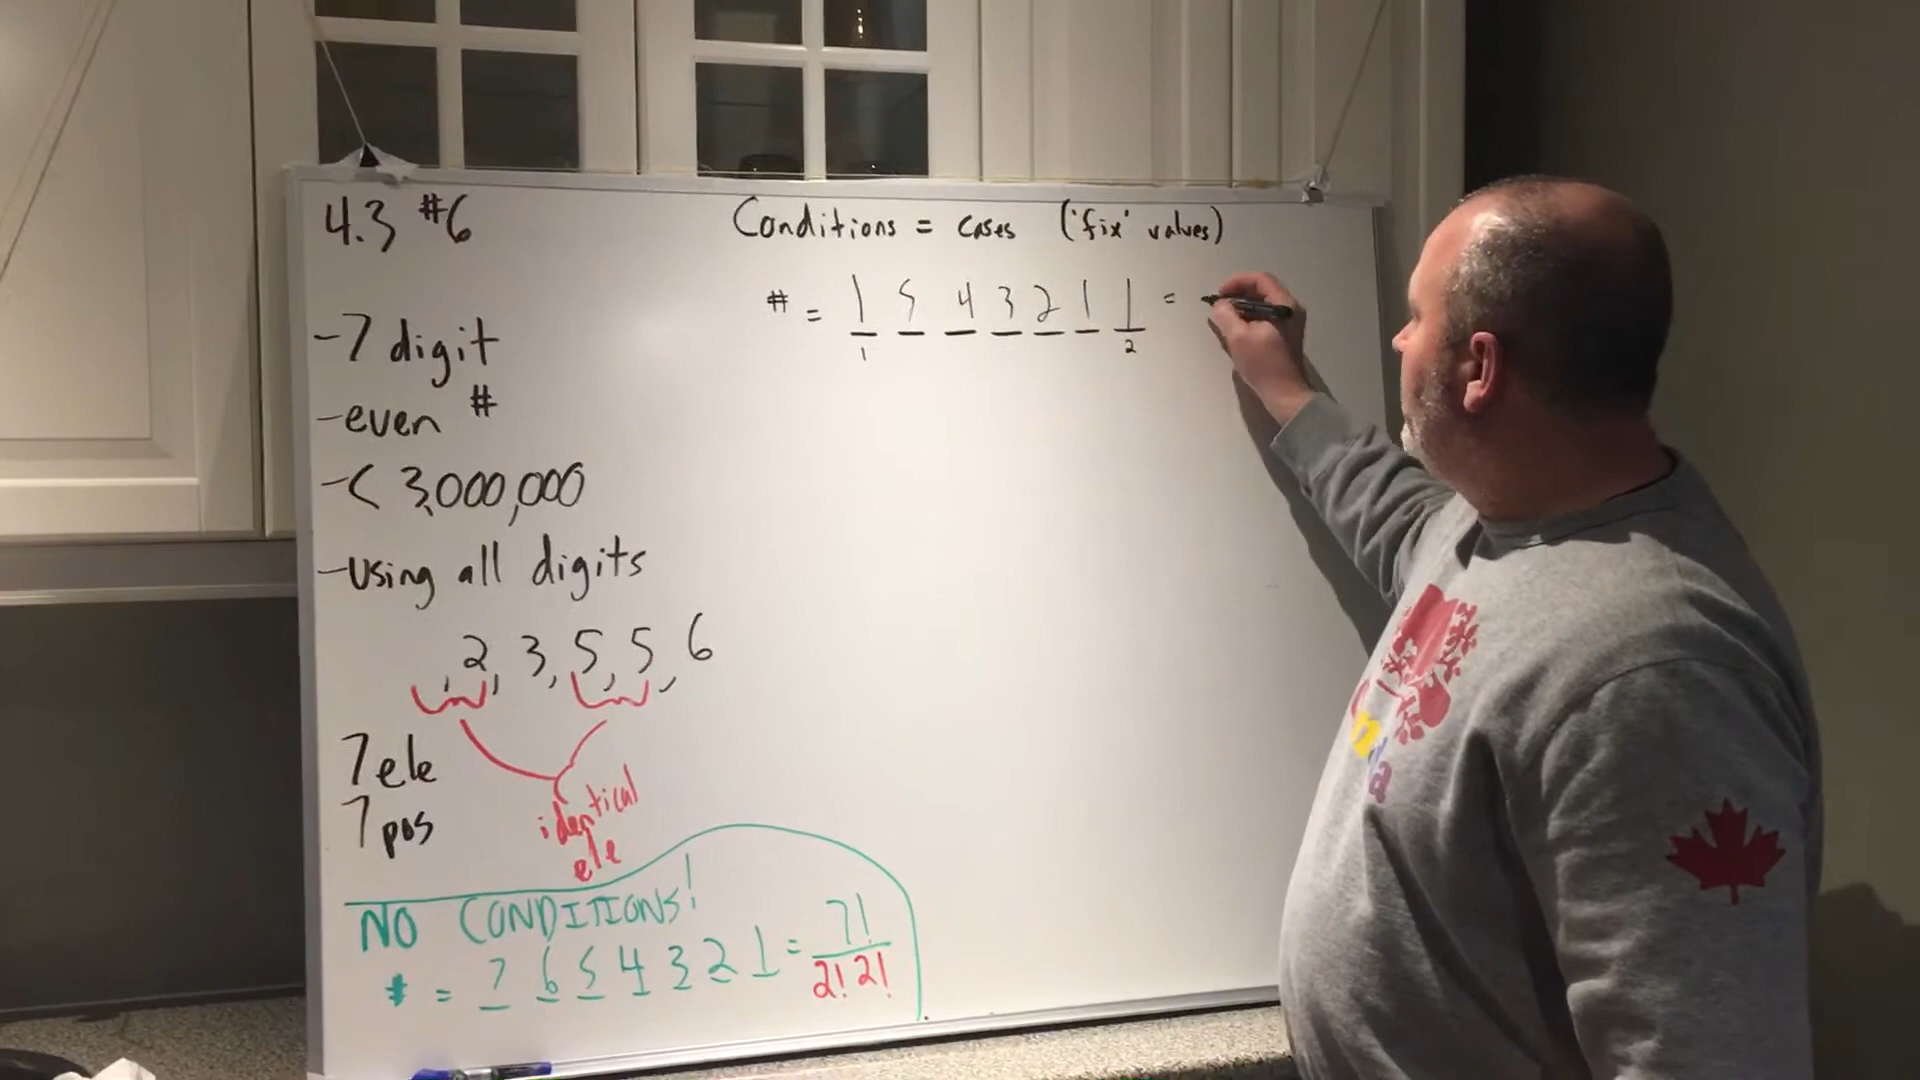 4.3 #6
-7 digit
-even #
-< 3,000,000
-using all digits
, 2, 3, 5, 5, 6
7 ele
7 pos
identical
ele
NO CONDITIONS!
# = 7 6 5 4 3 2 1 = 7!
2! 2!
Conditions = cases ('fix' values)
# = 1 5 4 3 2 1 1 =
1 2